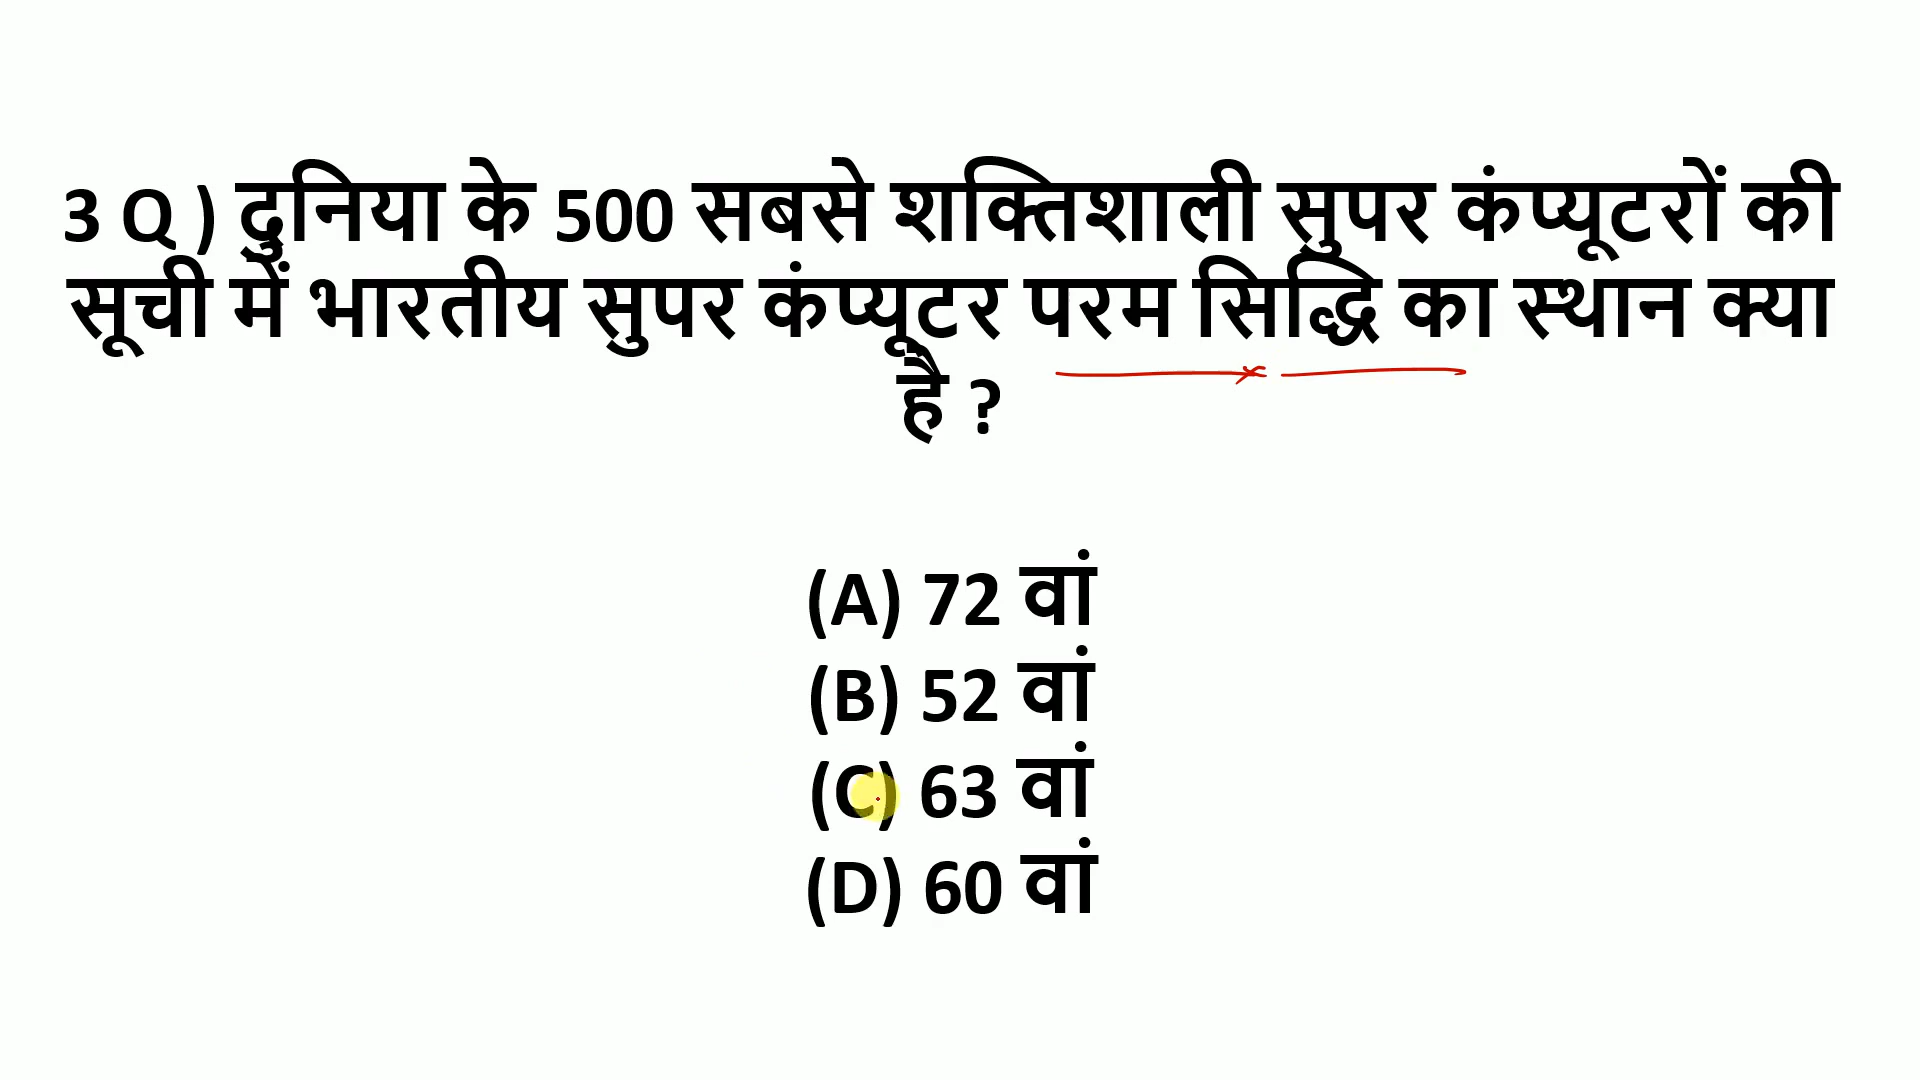 3 Q ) दुनिया के 500 सबसे शक्तिशाली सुपर कंप्यूटरों की
सूची में भारतीय सुपर कंप्यूटर परम सिद्धि का स्थान क्या
है ?
(A) 72 वां
(B) 52 वां
(C) 63 वां
(D) 60 वां